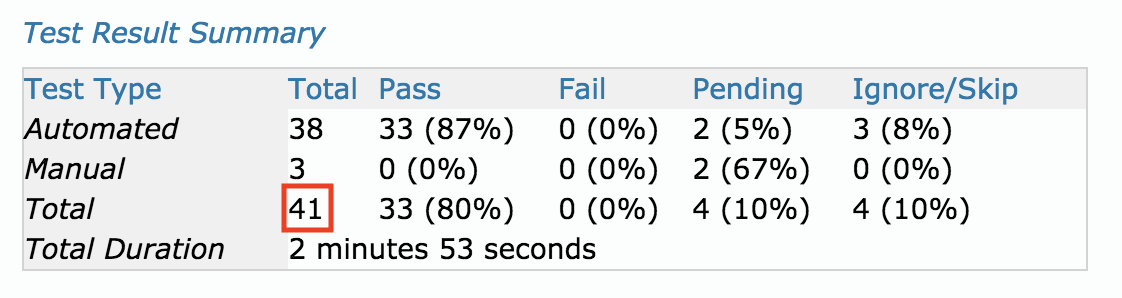 Test Result Summary
Test Type Total Pass Fail Pending Ignore/Skip
Automated 38 33 (87%) 0 (0%) 2 (5%) 3 (8%)
Manual 3 0 (0%) 0 (0%) 2 (67%) 0 (0%)
Total 41 33 (80%) 0 (0%) 4 (10%) 4 (10%)
Total Duration 2 minutes 53 seconds